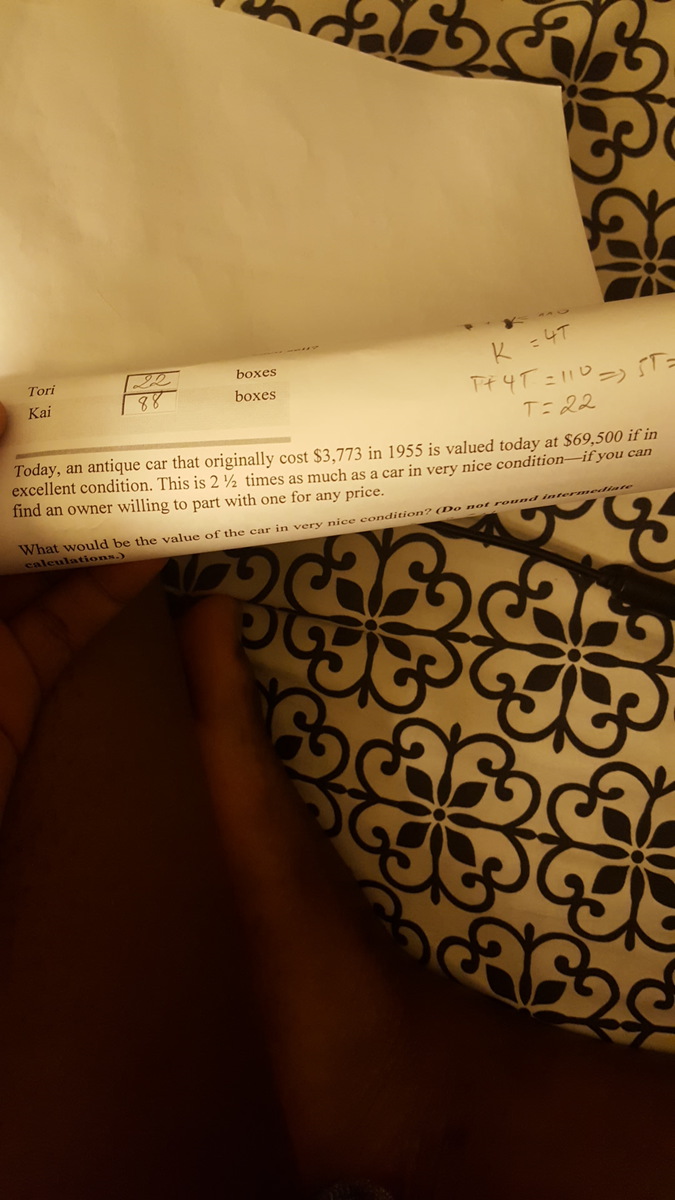 K = 4T
Tori 22 boxes
T+4T = 110 => 5T =
Kai 88 boxes
T = 22
Today, an antique car that originally cost $3,773 in 1955 is valued today at $69,500 if in
excellent condition. This is 2 ½ times as much as a car in very nice condition—if you can
find an owner willing to part with one for any price.
What would be the value of the car in very nice condition? (Do not round intermediate
calculations.)